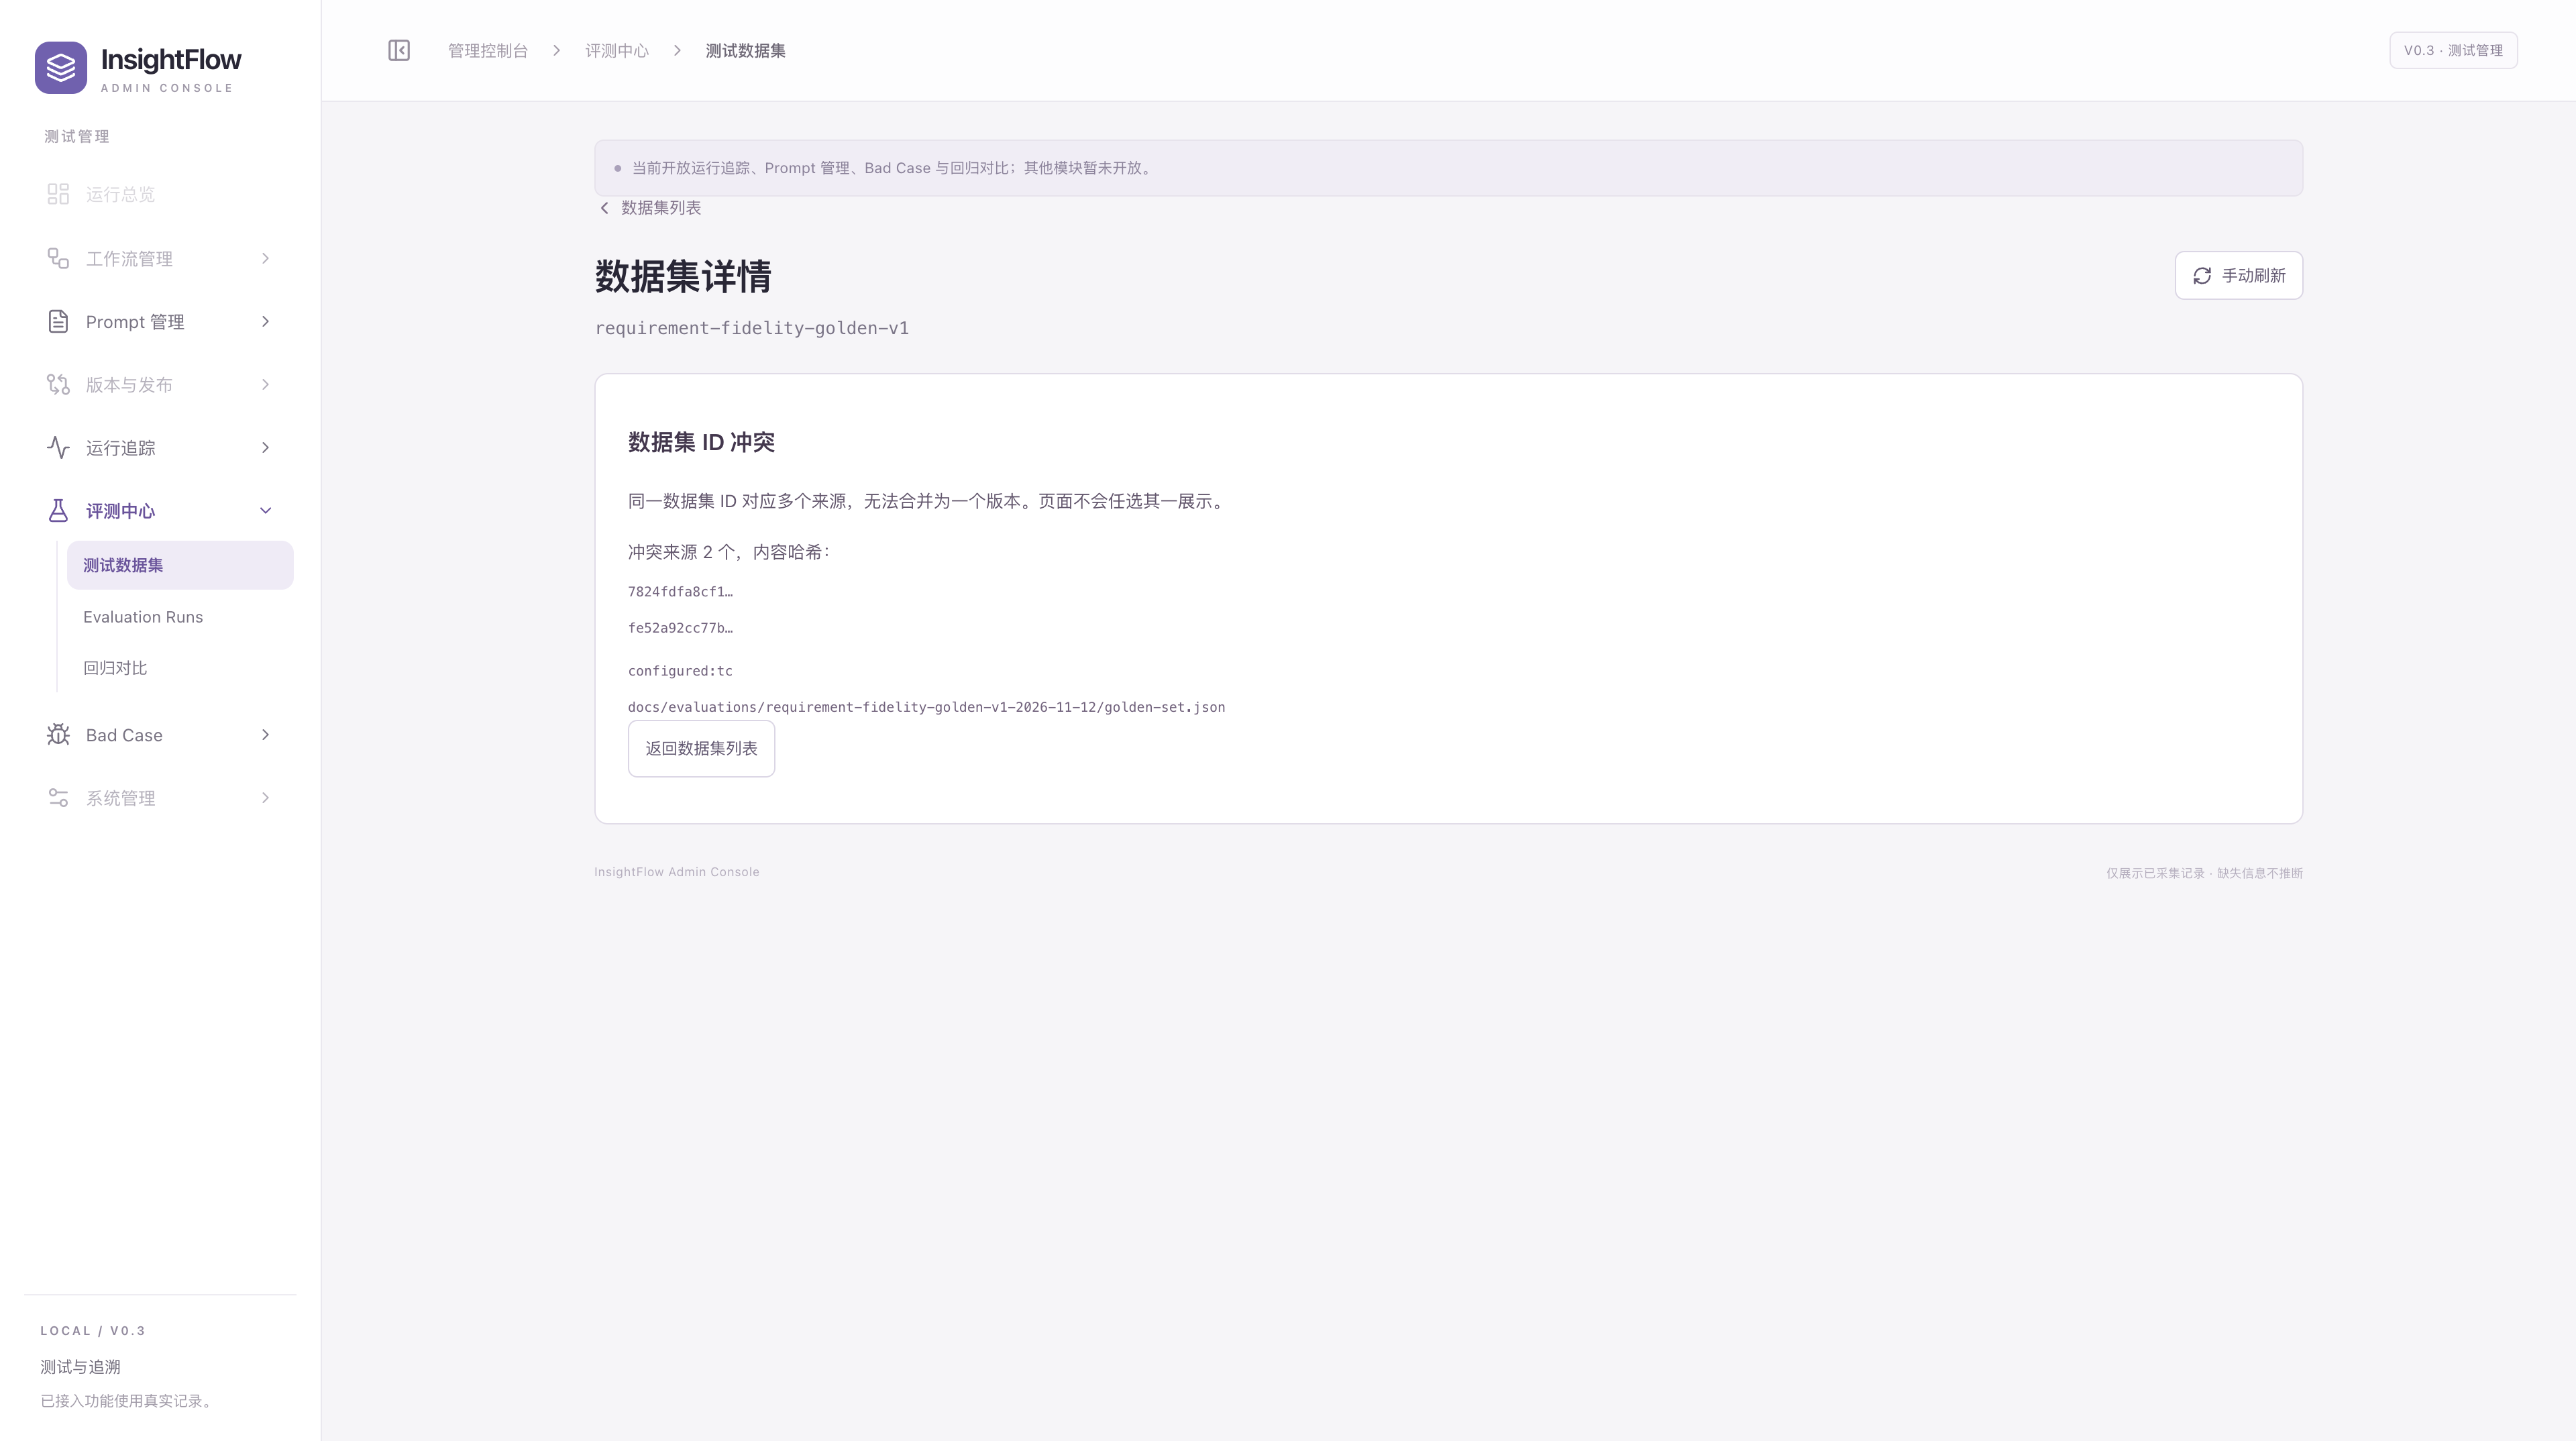 InsightFlow
ADMIN CONSOLE
测试管理
运行总览
工作流管理
Prompt 管理
版本与发布
运行追踪
评测中心
测试数据集
Evaluation Runs
回归对比
Bad Case
系统管理
LOCAL / V0.3
测试与追溯
已接入功能使用真实记录。
管理控制台
评测中心
测试数据集
V0.3 · 测试管理
当前开放运行追踪、Prompt 管理、Bad Case 与回归对比；其他模块暂未开放。
数据集列表
数据集详情
手动刷新
requirement-fidelity-golden-v1
数据集 ID 冲突
同一数据集 ID 对应多个来源，无法合并为一个版本。页面不会任选其一展示。
冲突来源 2 个，内容哈希：
7824fdfa8cf1…
fe52a92cc77b…
configured:tc
docs/evaluations/requirement-fidelity-golden-v1-2026-11-12/golden-set.json
返回数据集列表
InsightFlow Admin Console
仅展示已采集记录 · 缺失信息不推断